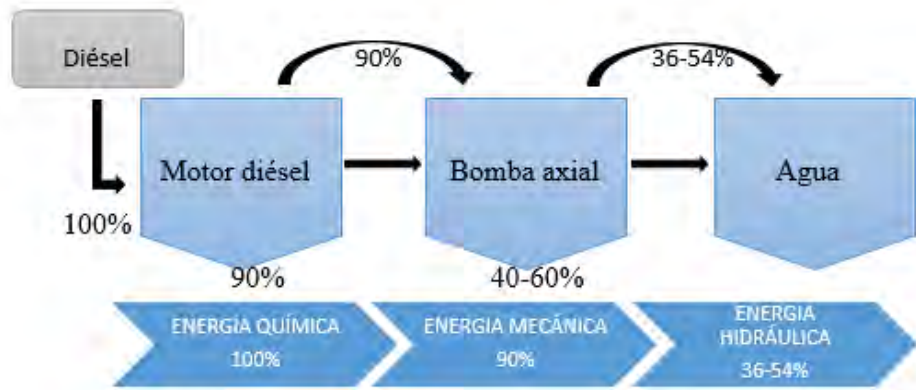 Diésel
90%
36-54%
Motor diésel
Bomba axial
Agua
100%
90%
40-60%
ENERGIA QUÍMICA
100%
ENERGIA MECÁNICA
90%
ENERGIA
HIDRÁULICA
36-54%